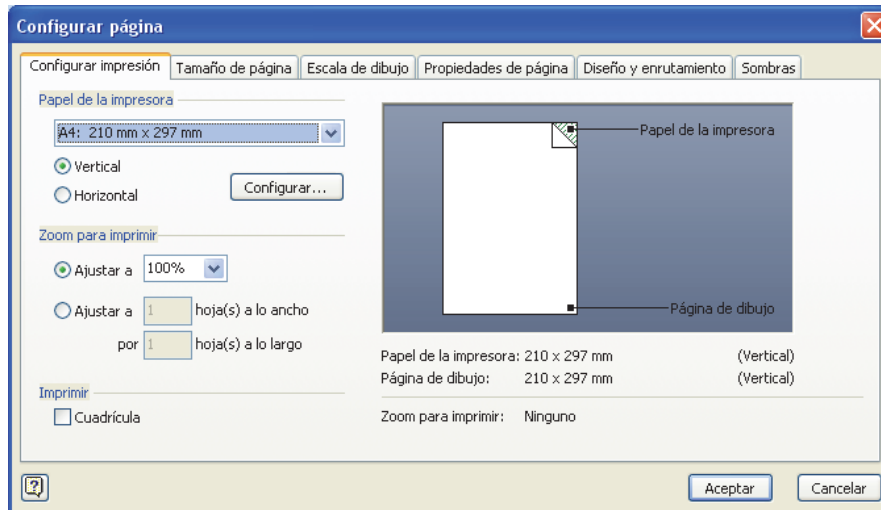 Configurar página
Configurar impresión Tamaño de página Escala de dibujo Propiedades de página Diseño y enrutamiento Sombras
Papel de la impresora
A4: 210 mm x 297 mm
Vertical
Horizontal
Configurar...
Zoom para imprimir
Ajustar a 100%
Ajustar a 1 hoja(s) a lo ancho
por 1 hoja(s) a lo largo
Imprimir
Cuadrícula
Papel de la impresora
Página de dibujo
Papel de la impresora: 210 x 297 mm (Vertical)
Página de dibujo: 210 x 297 mm (Vertical)
Zoom para imprimir: Ninguno
?
Aceptar Cancelar